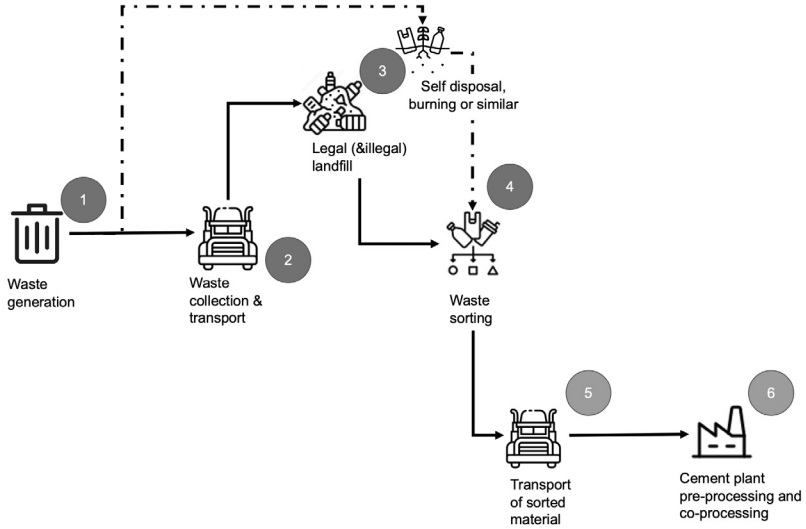 1
Waste
generation
2
Waste
collection &
transport
3
Legal (&illegal)
landfill
Self disposal,
burning or similar
4
Waste
sorting
5
Transport
of sorted
material
6
Cement plant
pre-processing and
co-processing